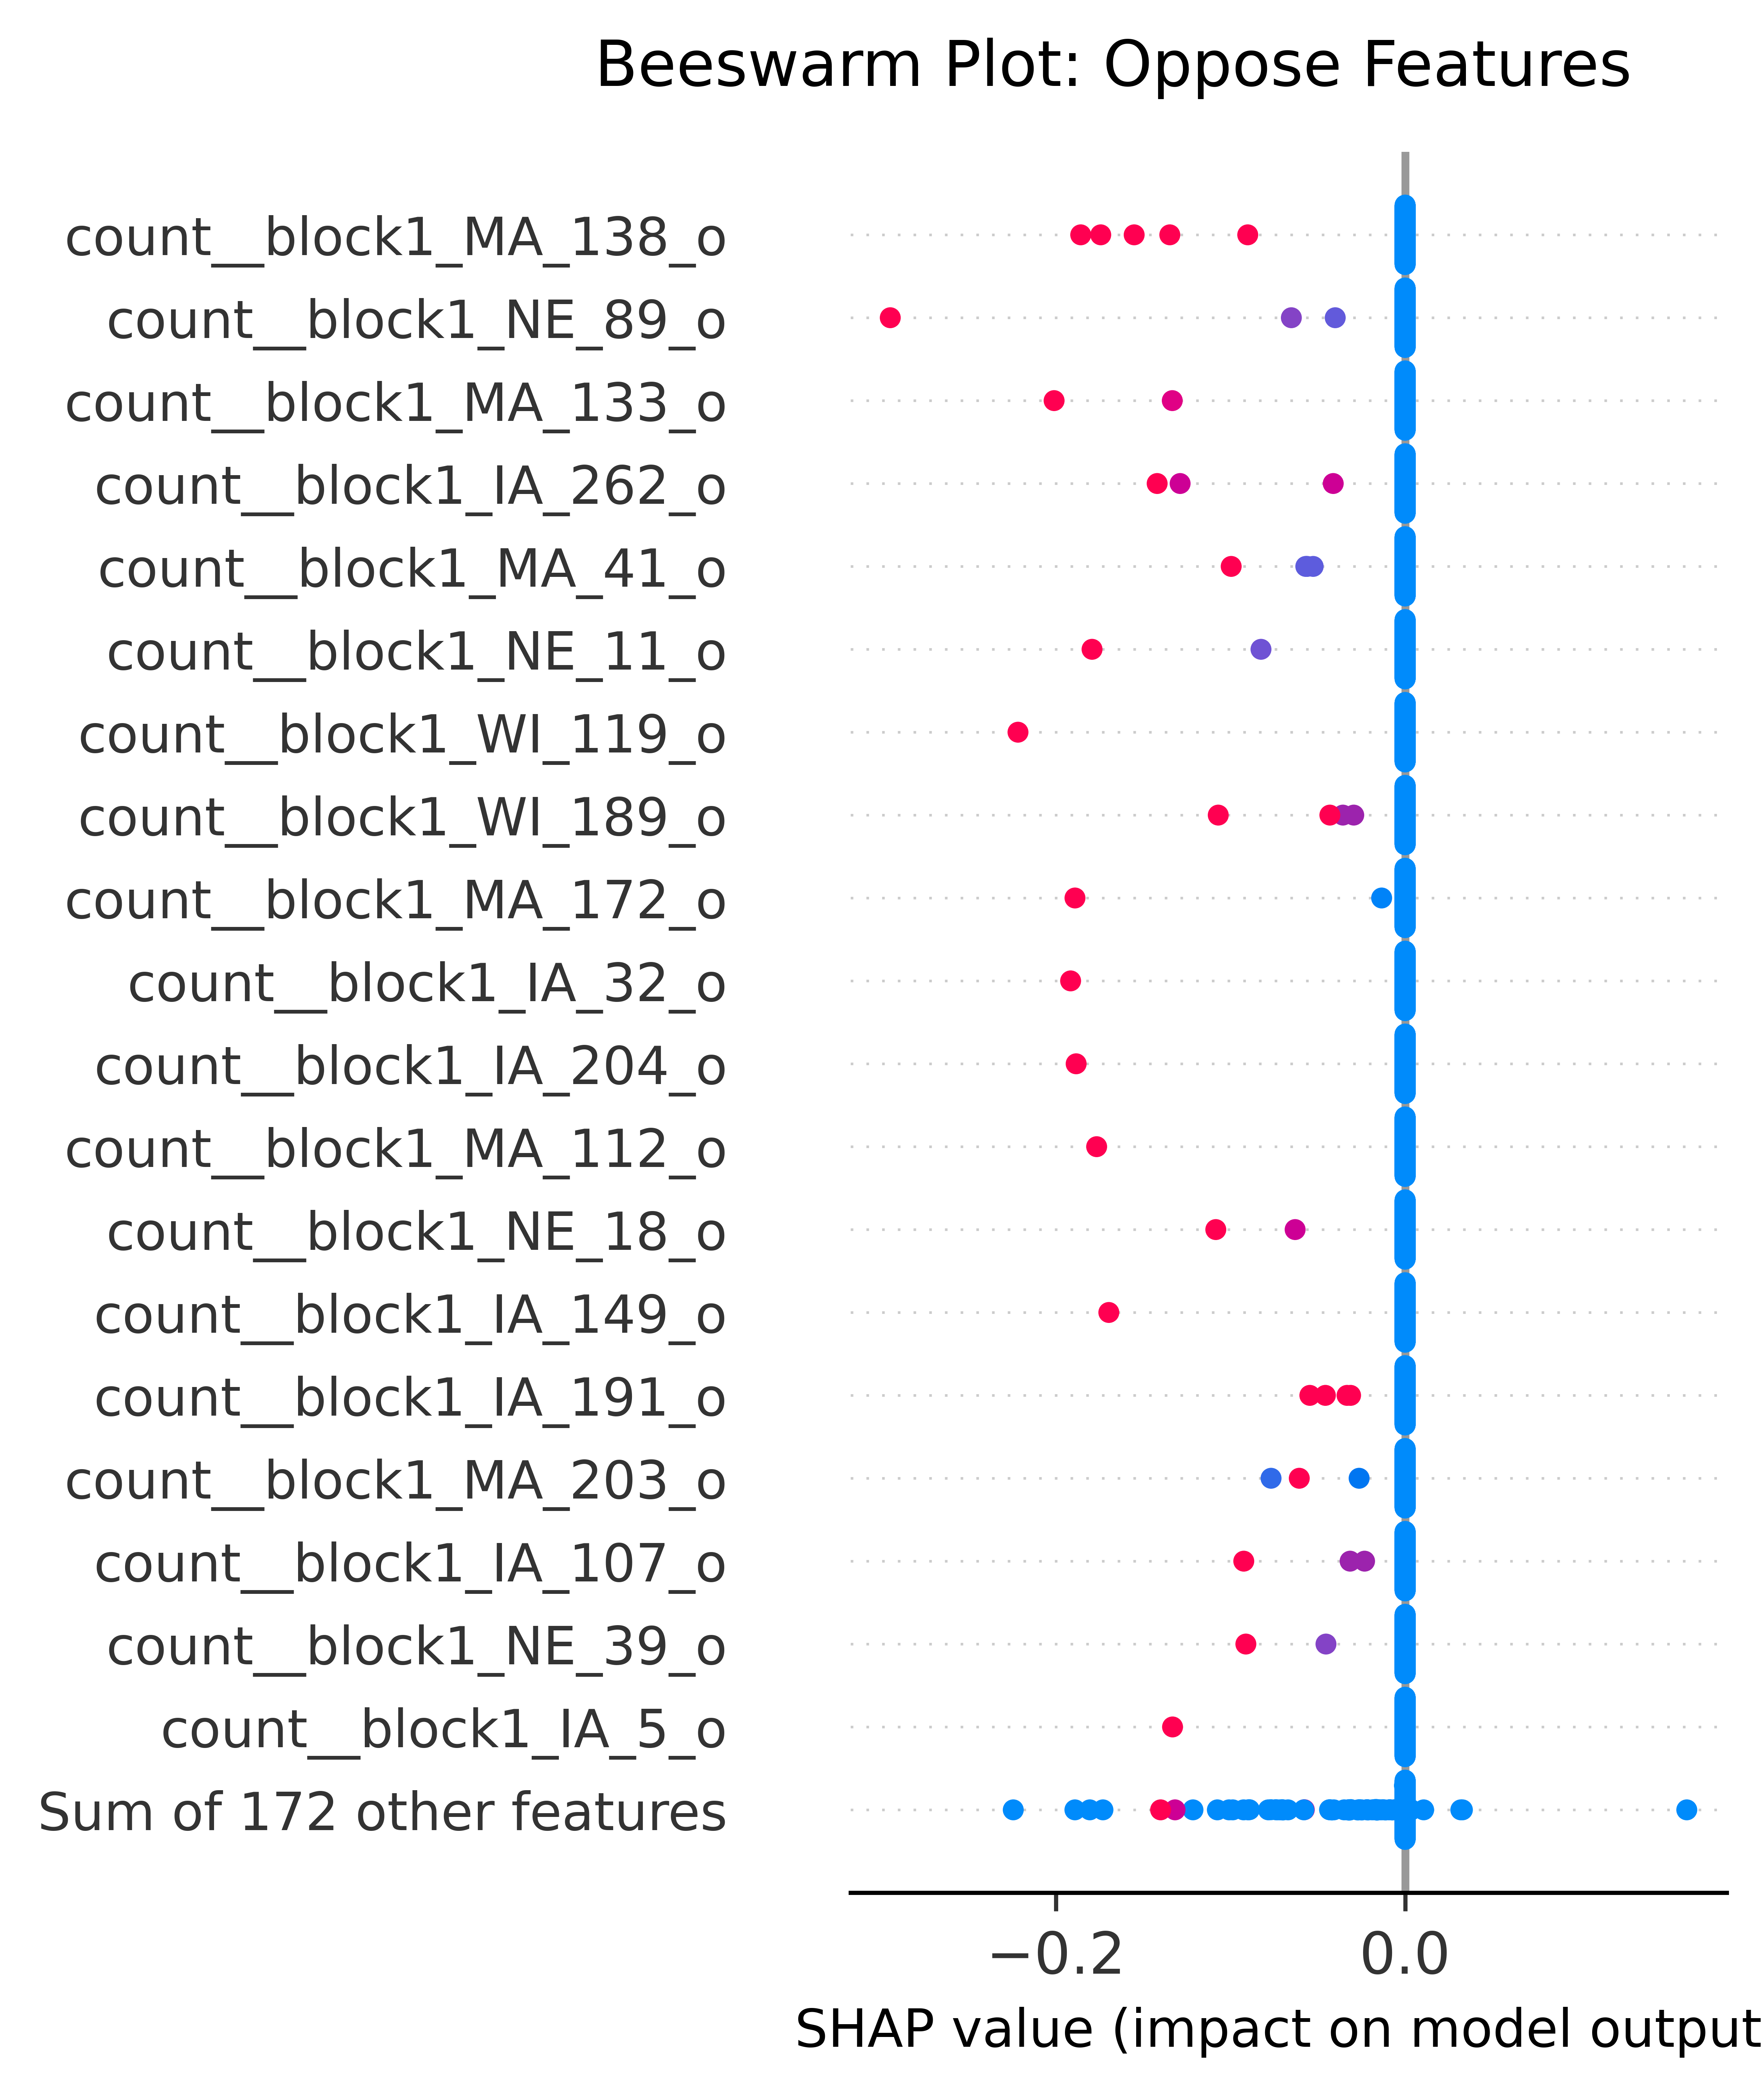 Beeswarm Plot: Oppose Features
count__block1_MA_138_o
count__block1_NE_89_o
count__block1_MA_133_o
count__block1_IA_262_o
count__block1_MA_41_o
count__block1_NE_11_o
count__block1_WI_119_o
count__block1_WI_189_o
count__block1_MA_172_o
count__block1_IA_32_o
count__block1_IA_204_o
count__block1_MA_112_o
count__block1_NE_18_o
count__block1_IA_149_o
count__block1_IA_191_o
count__block1_MA_203_o
count__block1_IA_107_o
count__block1_NE_39_o
count__block1_IA_5_o
Sum of 172 other features
−0.2 0.0
SHAP value (impact on model output